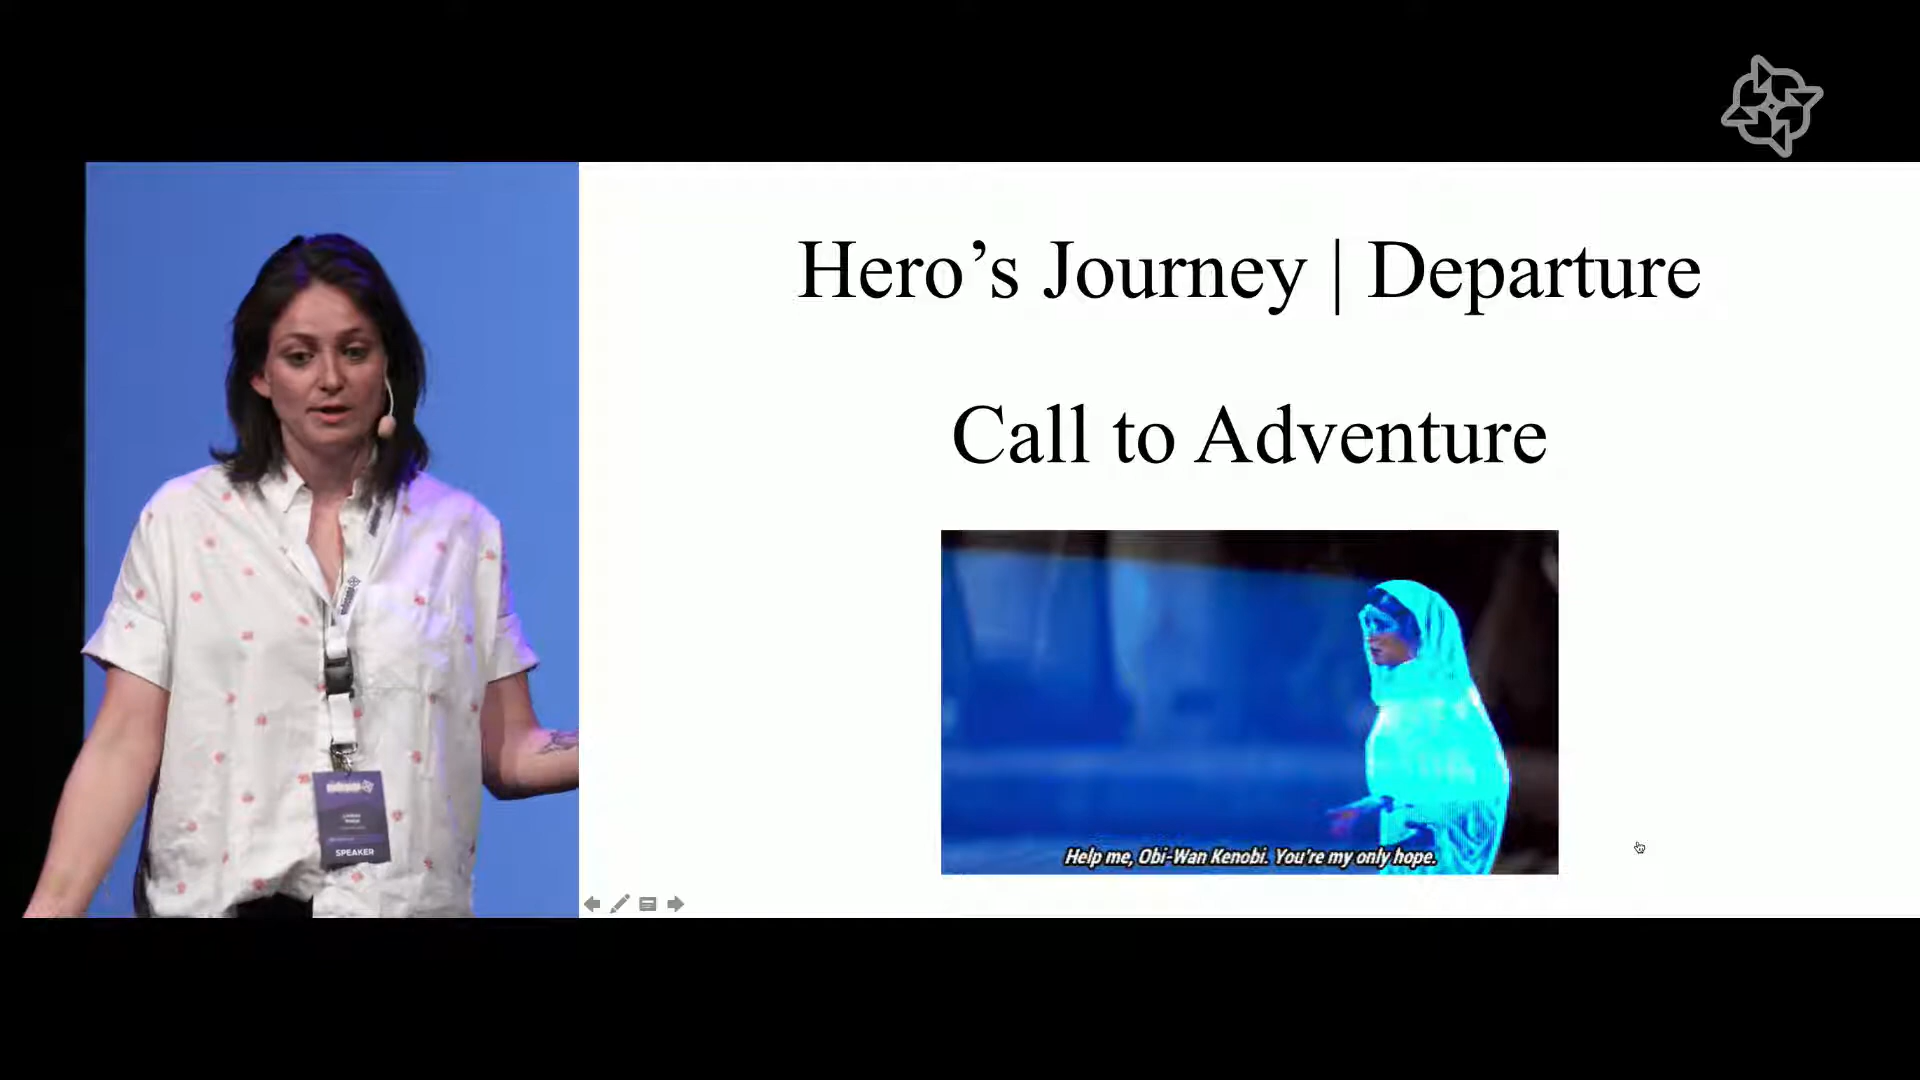 Hero’s Journey | Departure
Call to Adventure
Help me, Obi-Wan Kenobi. You're my only hope.
SPEAKER